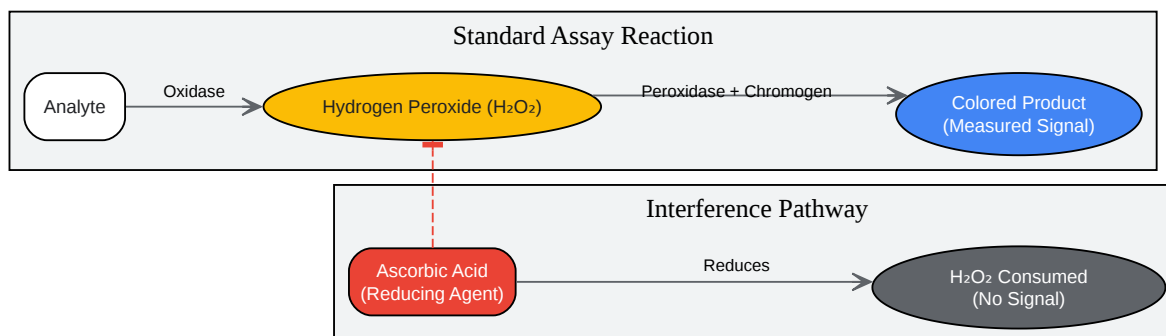 Standard Assay Reaction
Analyte
Oxidase
Hydrogen Peroxide (H₂O₂)
Peroxidase + Chromogen
Colored Product
(Measured Signal)
Interference Pathway
Ascorbic Acid
(Reducing Agent)
Reduces
H₂O₂ Consumed
(No Signal)